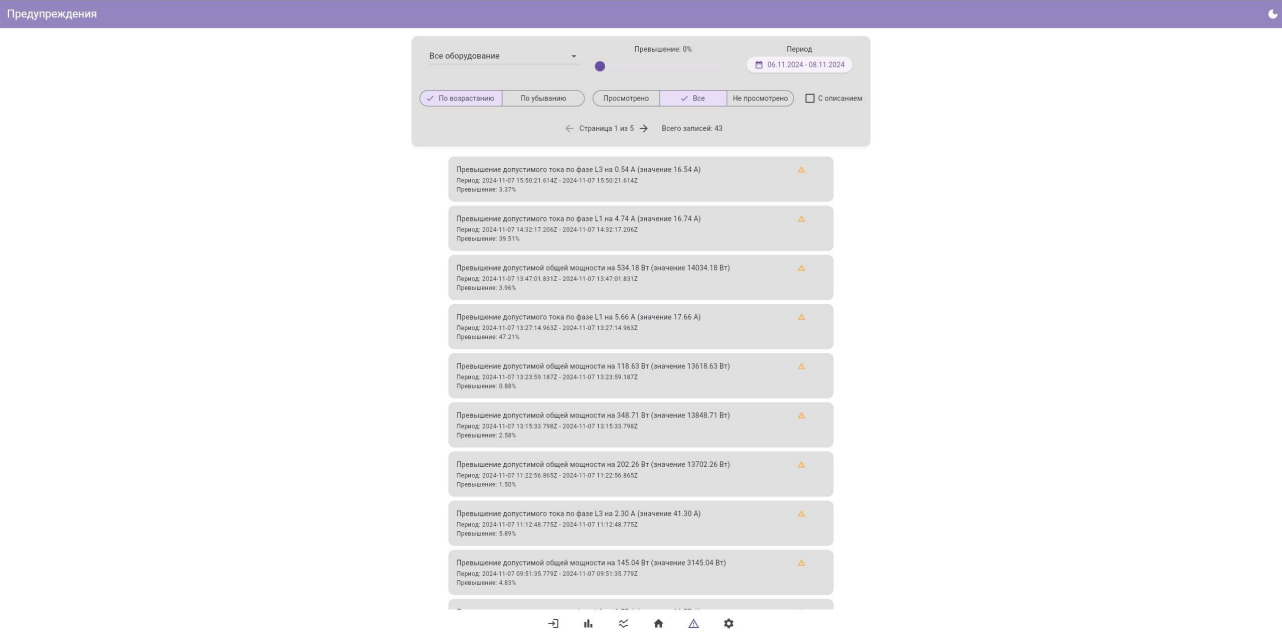 Предупреждения
Все оборудование
Превышение: 0%
Период
06.11.2024 - 08.11.2024
По возрастанию
По убыванию
Просмотрено
Все
Не просмотрено
С описанием
Страница 1 из 5
Всего записей: 43
Превышение допустимого тока по фазе L3 на 0.54 А (значение 16.54 А)
Период: 2024-11-07 15:50:21.614Z - 2024-11-07 15:50:21.614Z
Превышение: 3.37%
Превышение допустимого тока по фазе L1 на 4.74 А (значение 16.74 А)
Период: 2024-11-07 14:32:17.206Z - 2024-11-07 14:32:17.206Z
Превышение: 39.51%
Превышение допустимой общей мощности на 534.18 Вт (значение 14034.18 Вт)
Период: 2024-11-07 13:47:01.831Z - 2024-11-07 13:47:01.831Z
Превышение: 3.96%
Превышение допустимого тока по фазе L1 на 5.66 А (значение 17.66 А)
Период: 2024-11-07 13:27:14.963Z - 2024-11-07 13:27:14.963Z
Превышение: 47.21%
Превышение допустимой общей мощности на 118.63 Вт (значение 13618.63 Вт)
Период: 2024-11-07 13:23:59.187Z - 2024-11-07 13:23:59.187Z
Превышение: 0.88%
Превышение допустимой общей мощности на 348.71 Вт (значение 13848.71 Вт)
Период: 2024-11-07 13:15:33.798Z - 2024-11-07 13:15:33.798Z
Превышение: 2.58%
Превышение допустимой общей мощности на 202.26 Вт (значение 13702.26 Вт)
Период: 2024-11-07 11:22:56.865Z - 2024-11-07 11:22:56.865Z
Превышение: 1.50%
Превышение допустимого тока по фазе L3 на 2.30 А (значение 41.30 А)
Период: 2024-11-07 11:12:48.775Z - 2024-11-07 11:12:48.775Z
Превышение: 5.89%
Превышение допустимой общей мощности на 145.04 Вт (значение 3145.04 Вт)
Период: 2024-11-07 09:51:35.779Z - 2024-11-07 09:51:35.779Z
Превышение: 4.83%